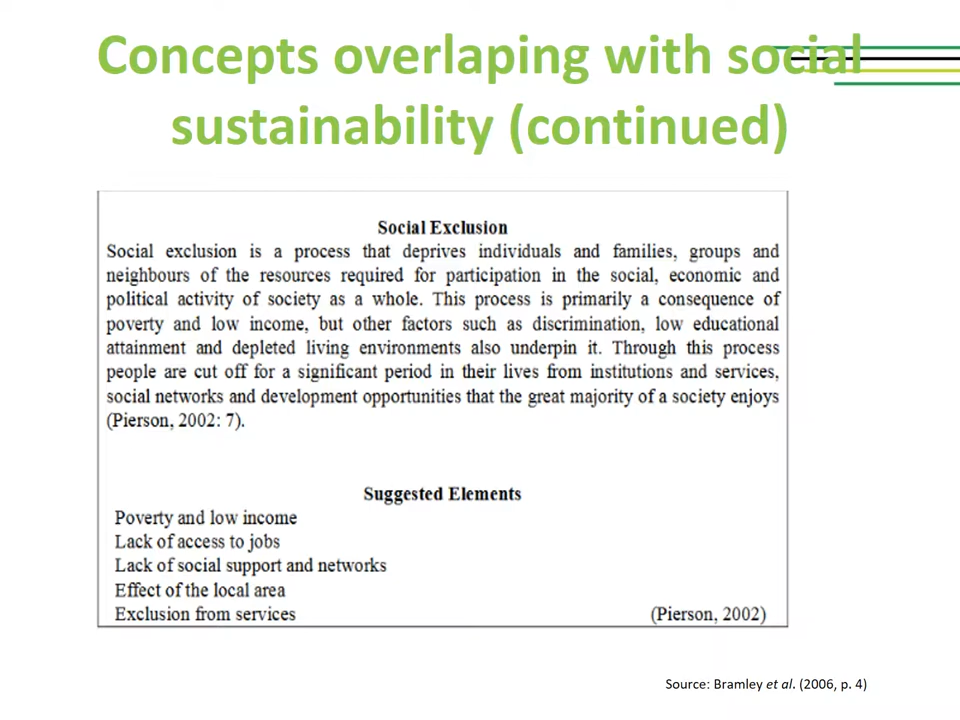 Concepts overlaping with social
sustainability (continued)
Social Exclusion
Social exclusion is a process that deprives individuals and families, groups and
neighbours of the resources required for participation in the social, economic and
political activity of society as a whole. This process is primarily a consequence of
poverty and low income, but other factors such as discrimination, low educational
attainment and depleted living environments also underpin it. Through this process
people are cut off for a significant period in their lives from institutions and services,
social networks and development opportunities that the great majority of a society enjoys
(Pierson, 2002: 7).
Suggested Elements
Poverty and low income
Lack of access to jobs
Lack of social support and networks
Effect of the local area
Exclusion from services (Pierson, 2002)
Source: Bramley et al. (2006, p. 4)